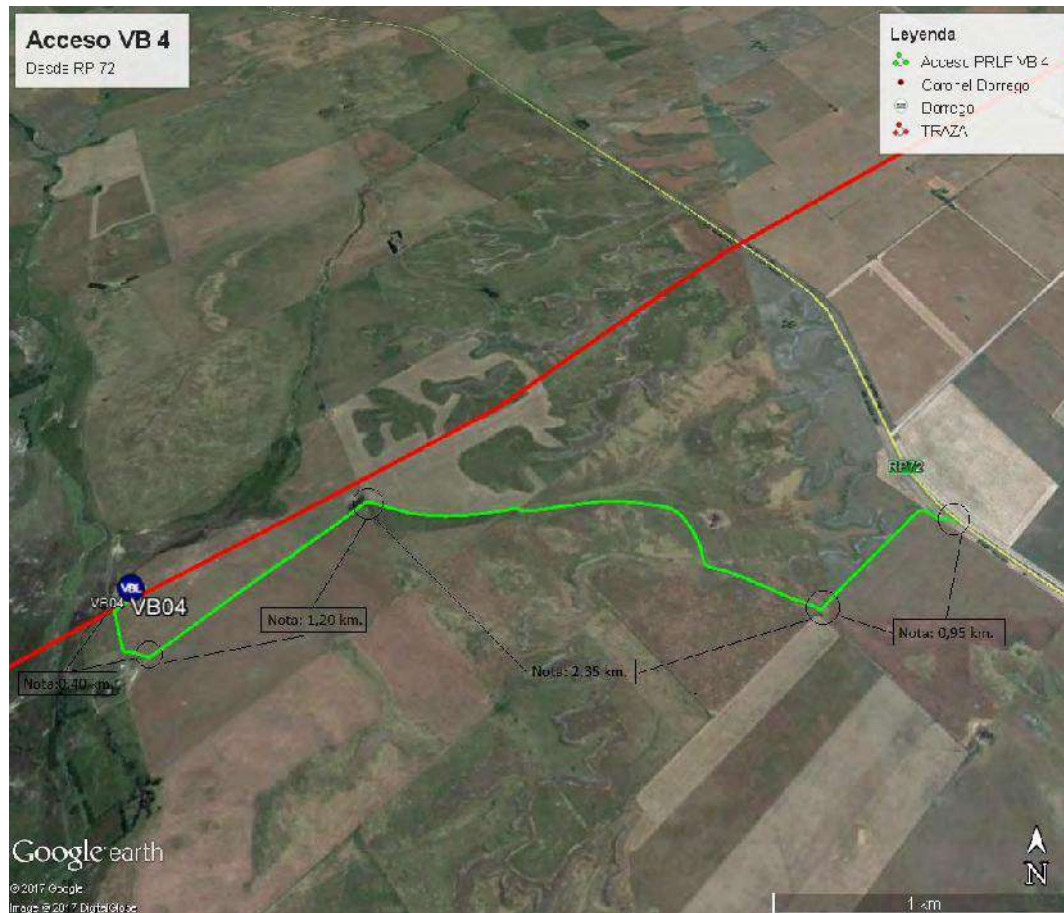 Acceso VB 4
Desde RP 72
Leyenda
Acceso PRLF VB 4
Coronel Dorrego
Dorrego
TRAZA
RP72
VBL
VB04
VB04
Nota: 1,20 km.
Nota: 0,95 km.
Nota: 2,35 km.
Nota:0,40 km.
Google earth
© 2017 Google
Image © 2017 DigitalGlobe
N
1 km